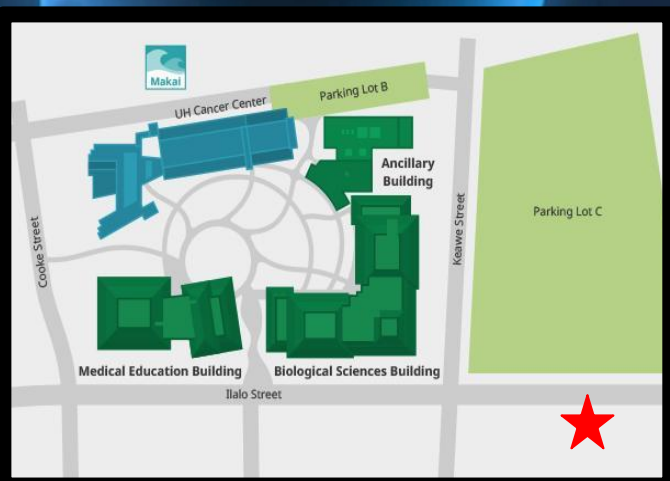 Makai
UH Cancer Center
Parking Lot B
Ancillary
Building
Cooke Street
Keawe Street
Parking Lot C
Medical Education Building
Biological Sciences Building
Ilalo Street